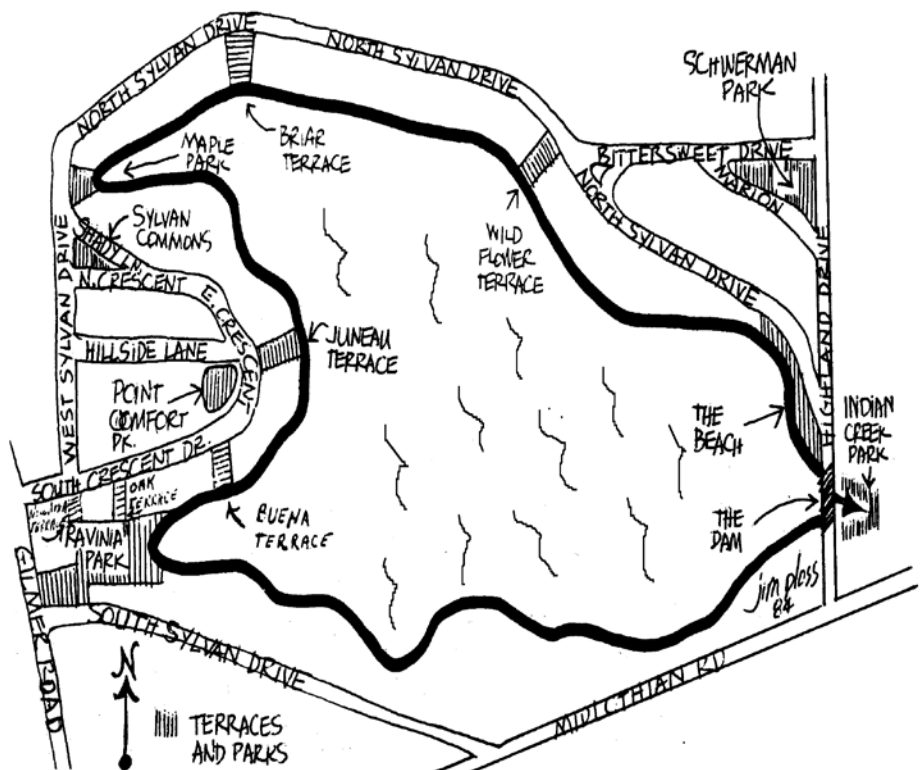 NORTH SYLVAN DRIVE
NORTH SYLVAN DRIVE
SCHWERMAN
PARK
MAPLE
PARK
BRIAR
TERRACE
BITTERSWEET DRIVE
MARION
SYLVAN
COMMONS
SHADY LN.
WILD
FLOWER
TERRACE
NORTH SYLVAN DRIVE
N. CRESCENT
E. CRESCENT
WEST SYLVAN DRIVE
HILLSIDE LANE
JUNEAU
TERRACE
HIGHLAND DRIVE
POINT
COMFORT
PK.
THE
BEACH
INDIAN
CREEK
PARK
SOUTH CRESCENT DR.
OAK
TERRACE
TERRACE
RAVINIA
PARK
BUENA
TERRACE
THE
DAM
jim ploss
84
GILMER ROAD
SOUTH SYLVAN DRIVE
MIDLOTHIAN RD
N
TERRACES
AND PARKS